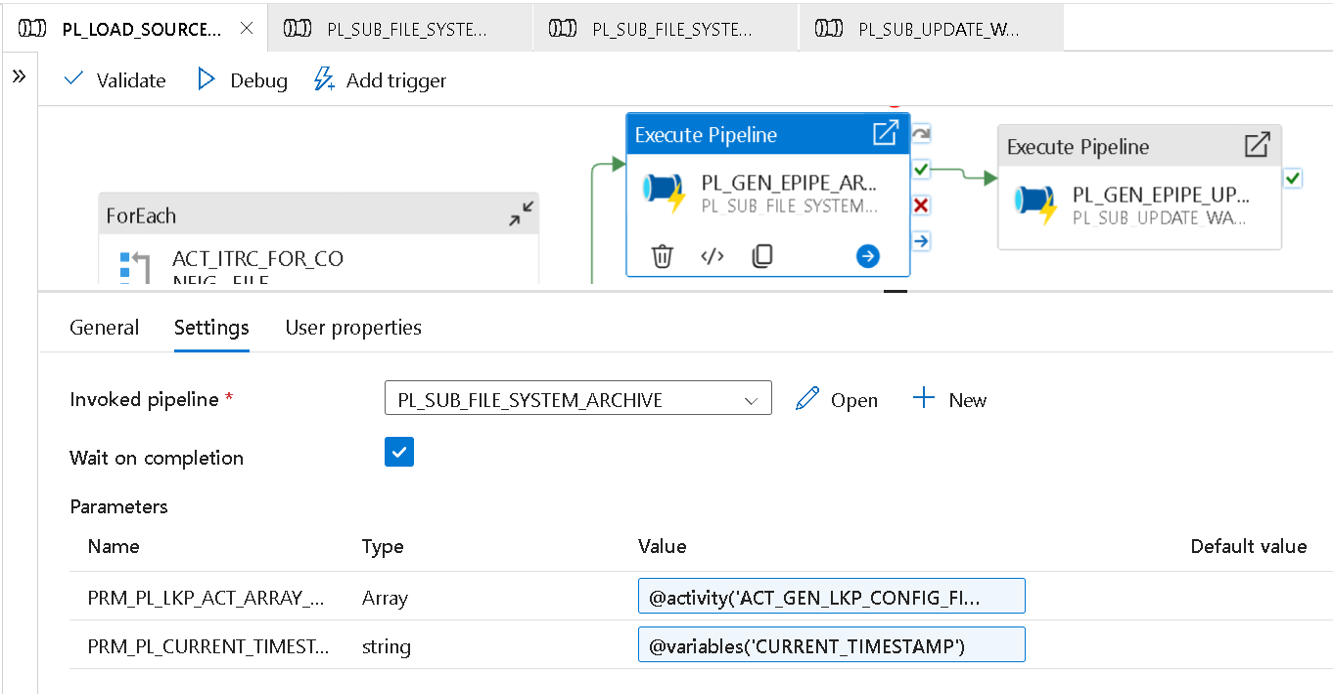 PL_LOAD_SOURCE...
PL_SUB_FILE_SYSTE...
PL_SUB_FILE_SYSTE...
PL_SUB_UPDATE_W...
Validate
Debug
Add trigger
ForEach
ACT_ITRC_FOR_CO
NFIG_FILE
Execute Pipeline
PL_GEN_EPIPE_AR...
PL_SUB_FILE_SYSTEM...
Execute Pipeline
PL_GEN_EPIPE_UP...
PL_SUB_UPDATE_WA...
General
Settings
User properties
Invoked pipeline *
PL_SUB_FILE_SYSTEM_ARCHIVE
Open
New
Wait on completion
Parameters
Name Type Value Default value
PRM_PL_LKP_ACT_ARRAY_... Array @activity('ACT_GEN_LKP_CONFIG_FI...
PRM_PL_CURRENT_TIMEST... string @variables('CURRENT_TIMESTAMP')